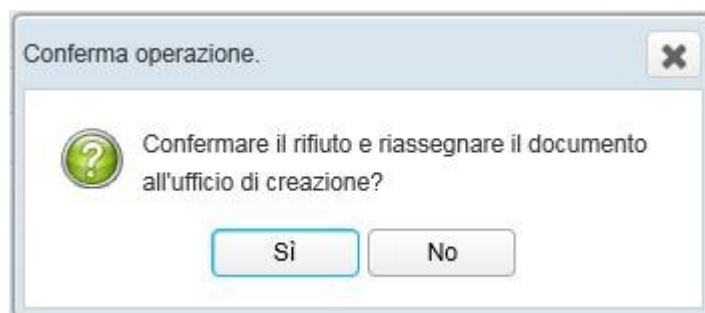 Conferma operazione.
Confermare il rifiuto e riassegnare il documento
all'ufficio di creazione?
Sì
No